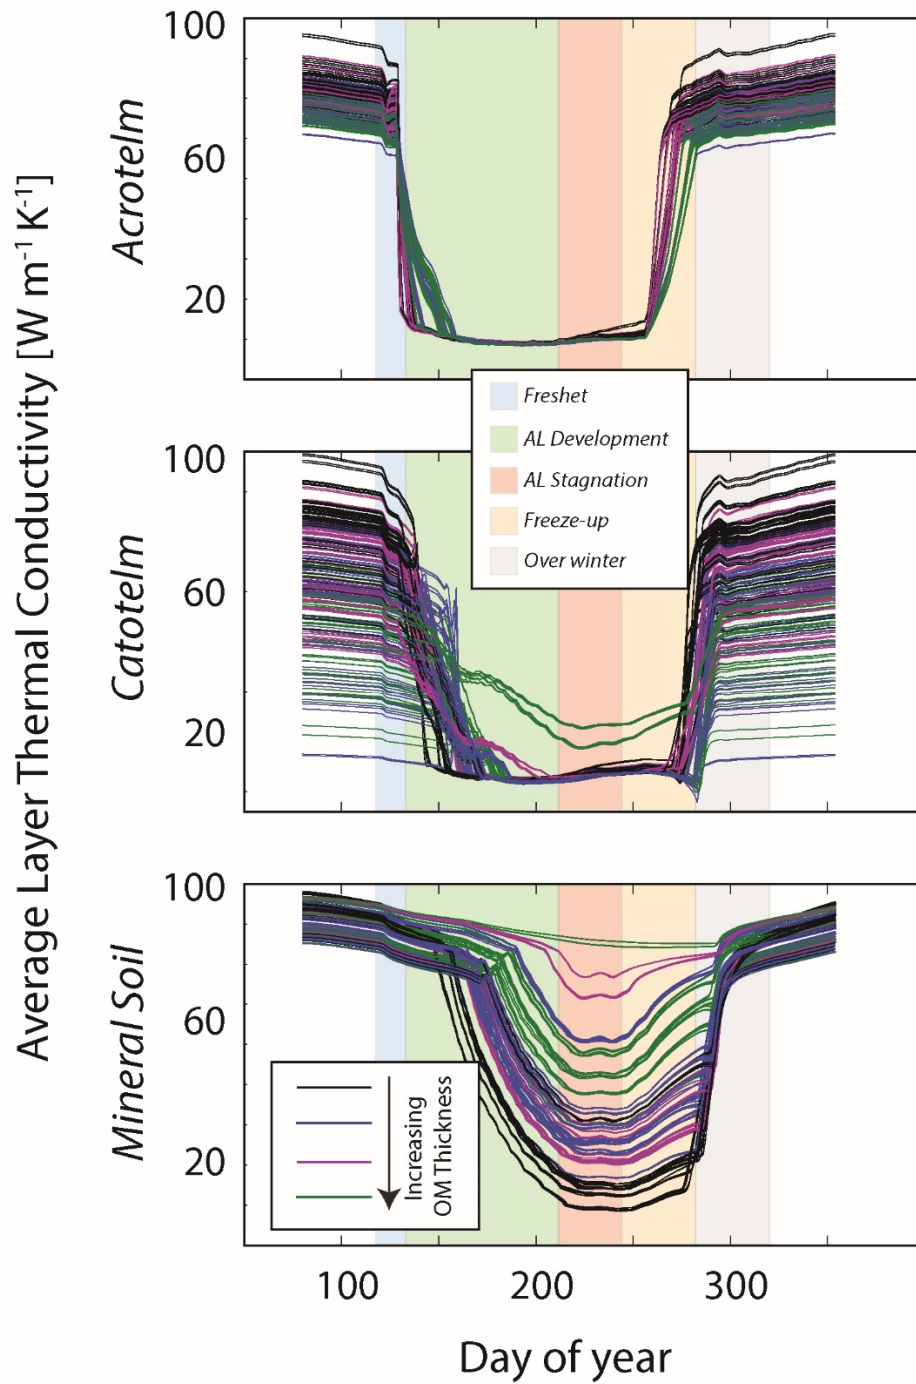 Average Layer Thermal Conductivity [W m⁻¹ K⁻¹]
Acrotelm
100
60
20
Freshet
AL Development
AL Stagnation
Freeze-up
Over winter
Catotelm
100
60
20
Mineral Soil
100
60
20
Increasing
OM Thickness
100
200
300
Day of year